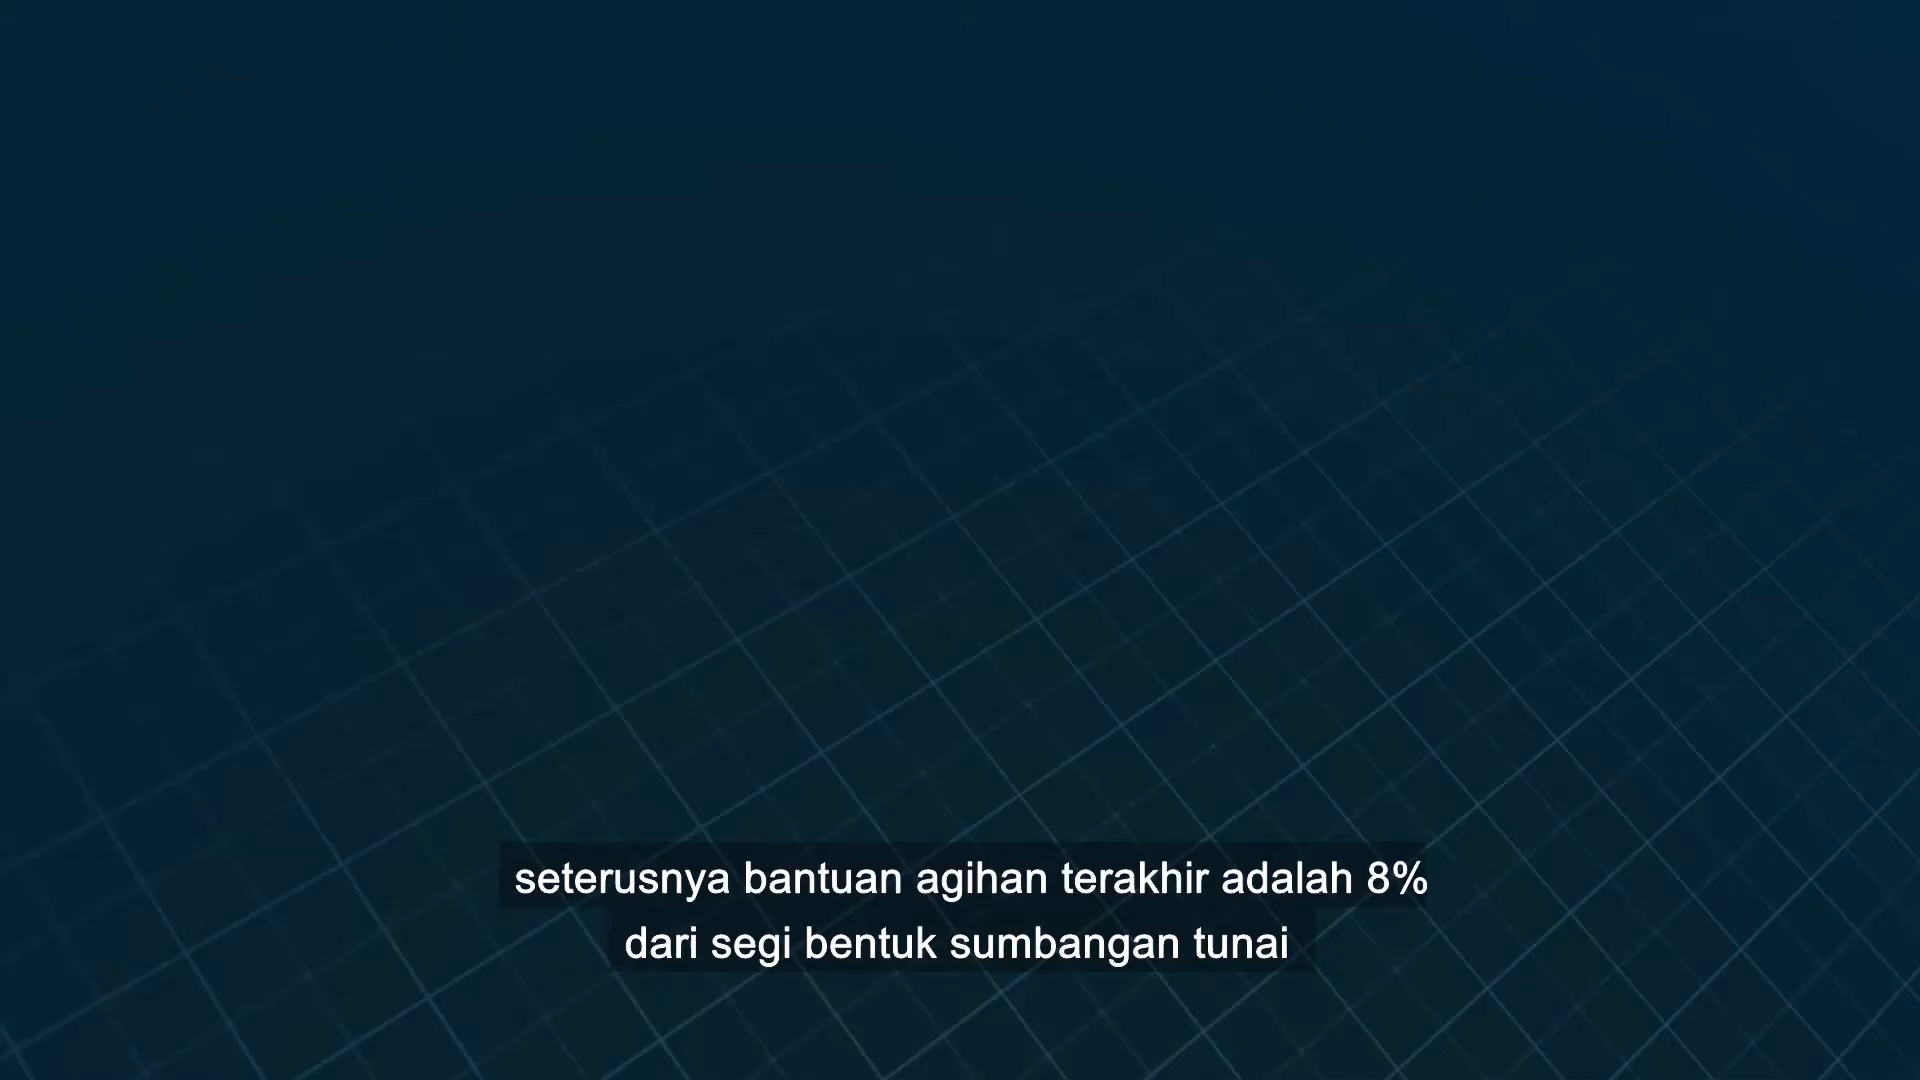 seterusnya bantuan agihan terakhir adalah 8%
dari segi bentuk sumbangan tunai